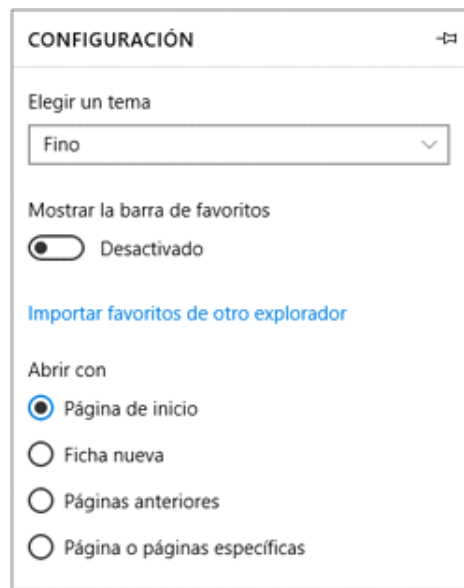 CONFIGURACIÓN
Elegir un tema
Fino
Mostrar la barra de favoritos
Desactivado
Importar favoritos de otro explorador
Abrir con
Página de inicio
Ficha nueva
Páginas anteriores
Página o páginas específicas